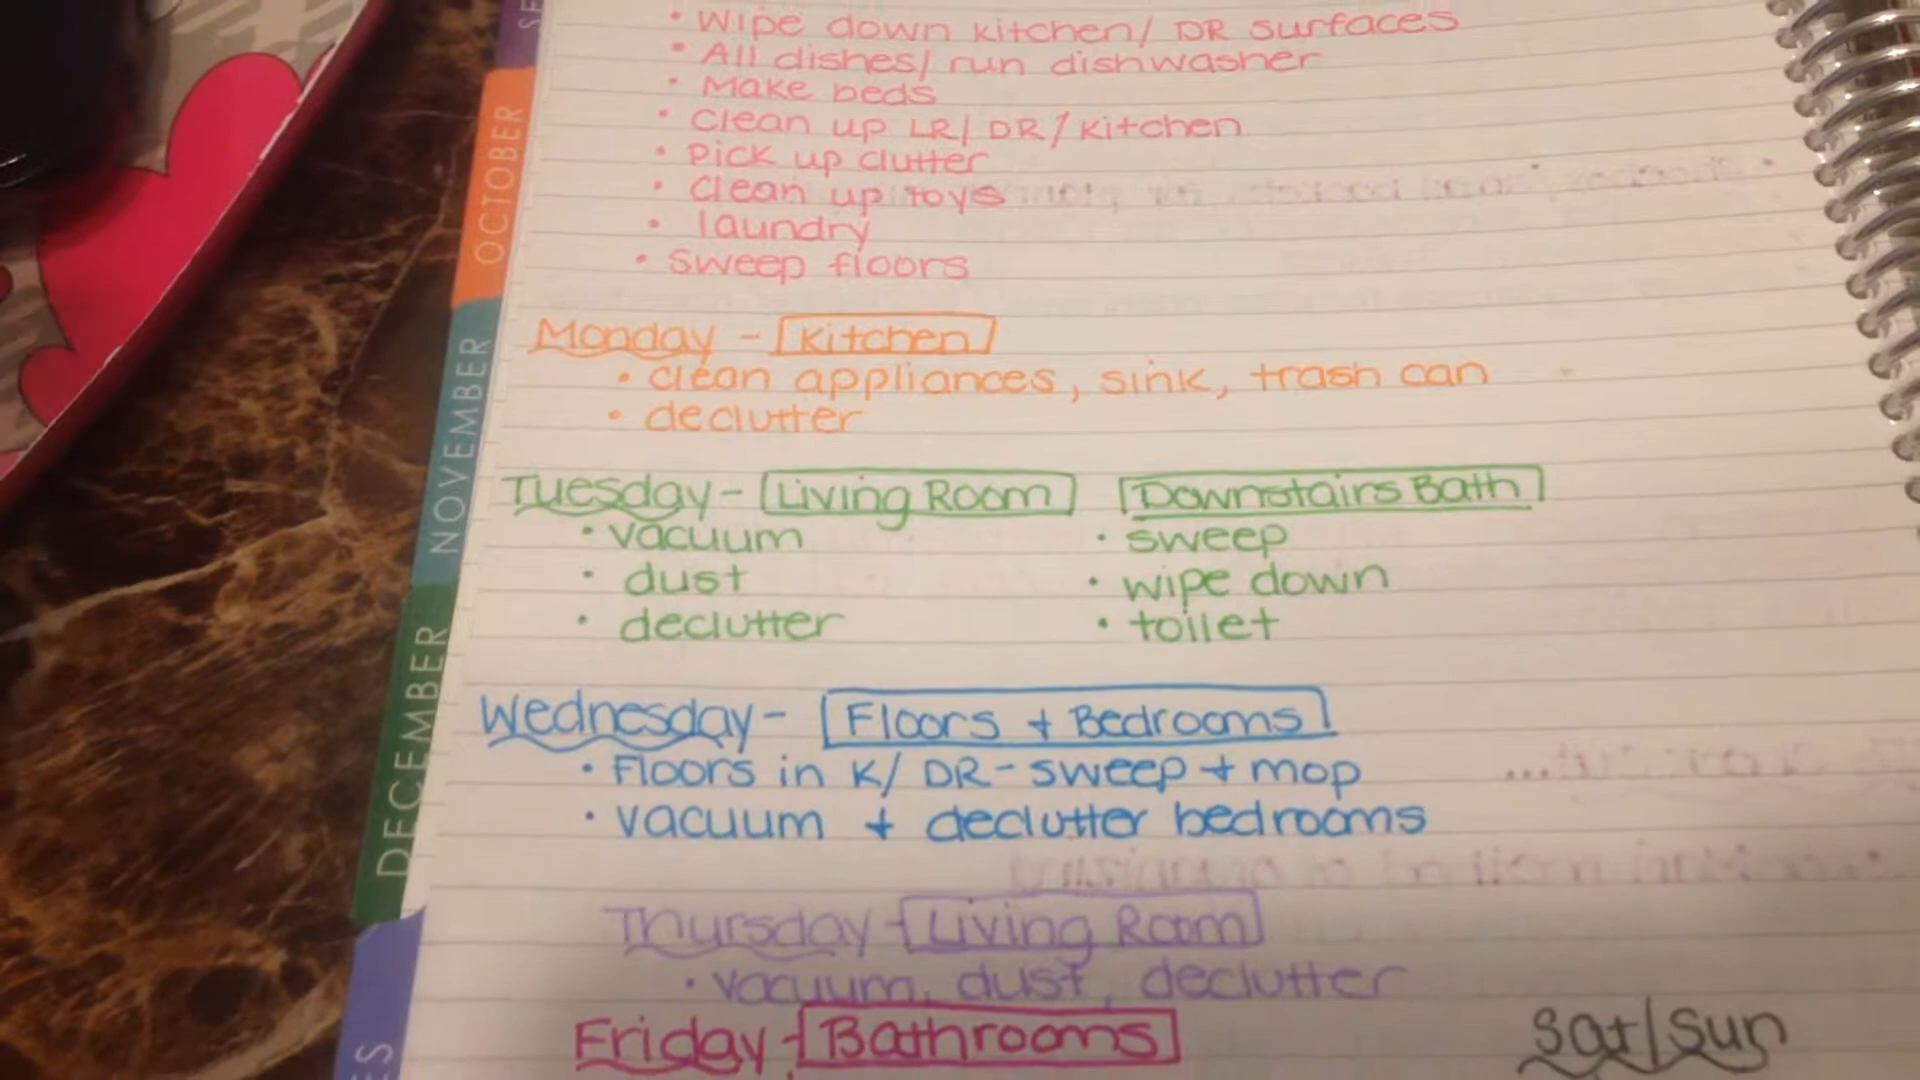 • Wipe down kitchen/ DR surfaces
• All dishes/ run dishwasher
• Make beds
• Clean up LR/ DR/ Kitchen
• Pick up clutter
• Clean up toys
• laundry
• Sweep floors
Monday - Kitchen
• clean appliances, sink, trash can
• declutter
Tuesday - Living Room
• vacuum
• dust
• declutter
Downstairs Bath
• sweep
• wipe down
• toilet
Wednesday - Floors + Bedrooms
• Floors in K/ DR - sweep + mop
• vacuum + declutter bedrooms
Thursday - Living Room
• vacuum, dust, declutter
Friday - Bathrooms
Sat/Sun
OCTOBER
NOVEMBER
DECEMBER